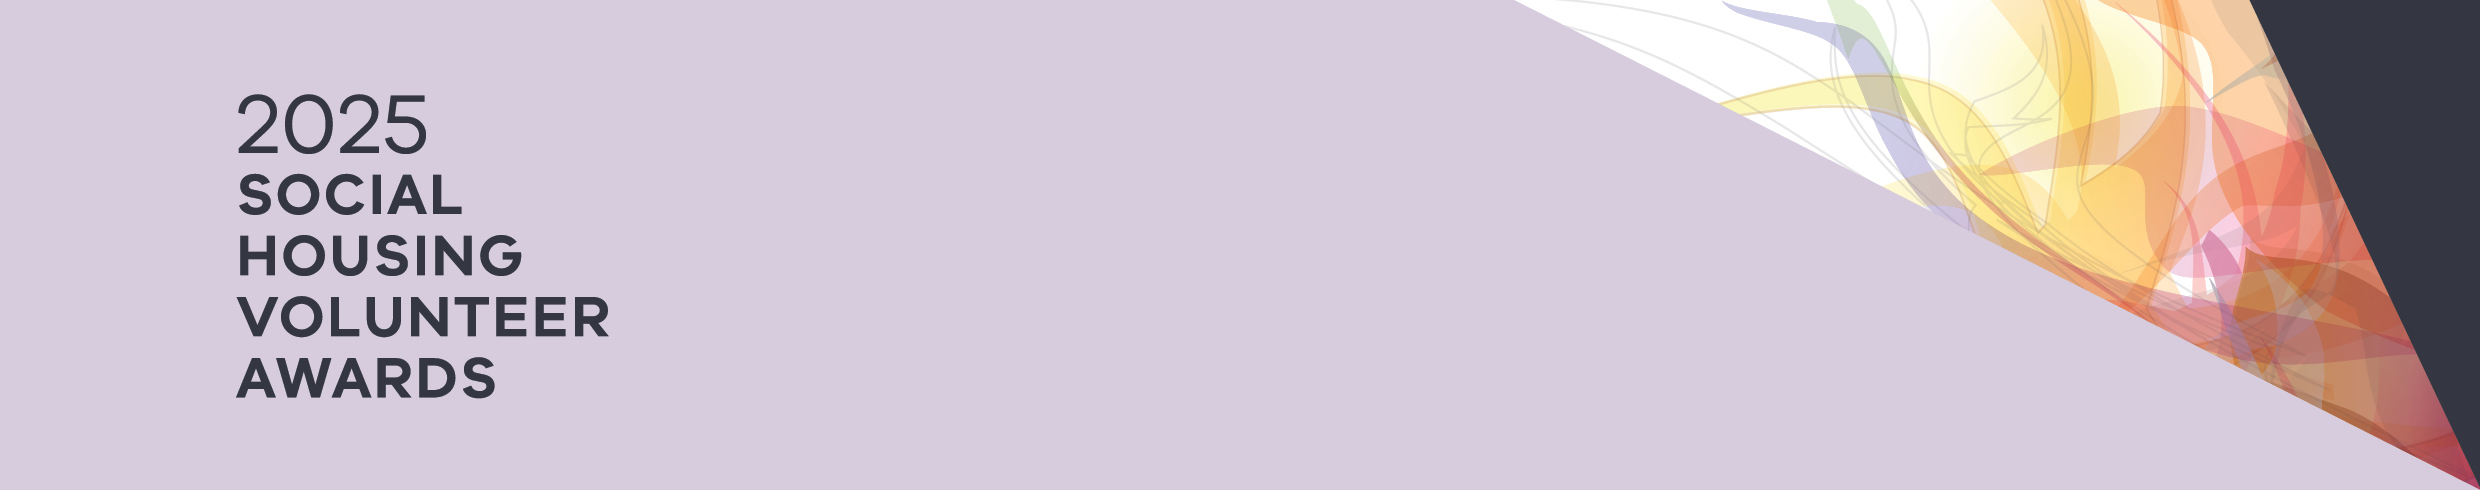 2025
SOCIAL
HOUSING
VOLUNTEER
AWARDS